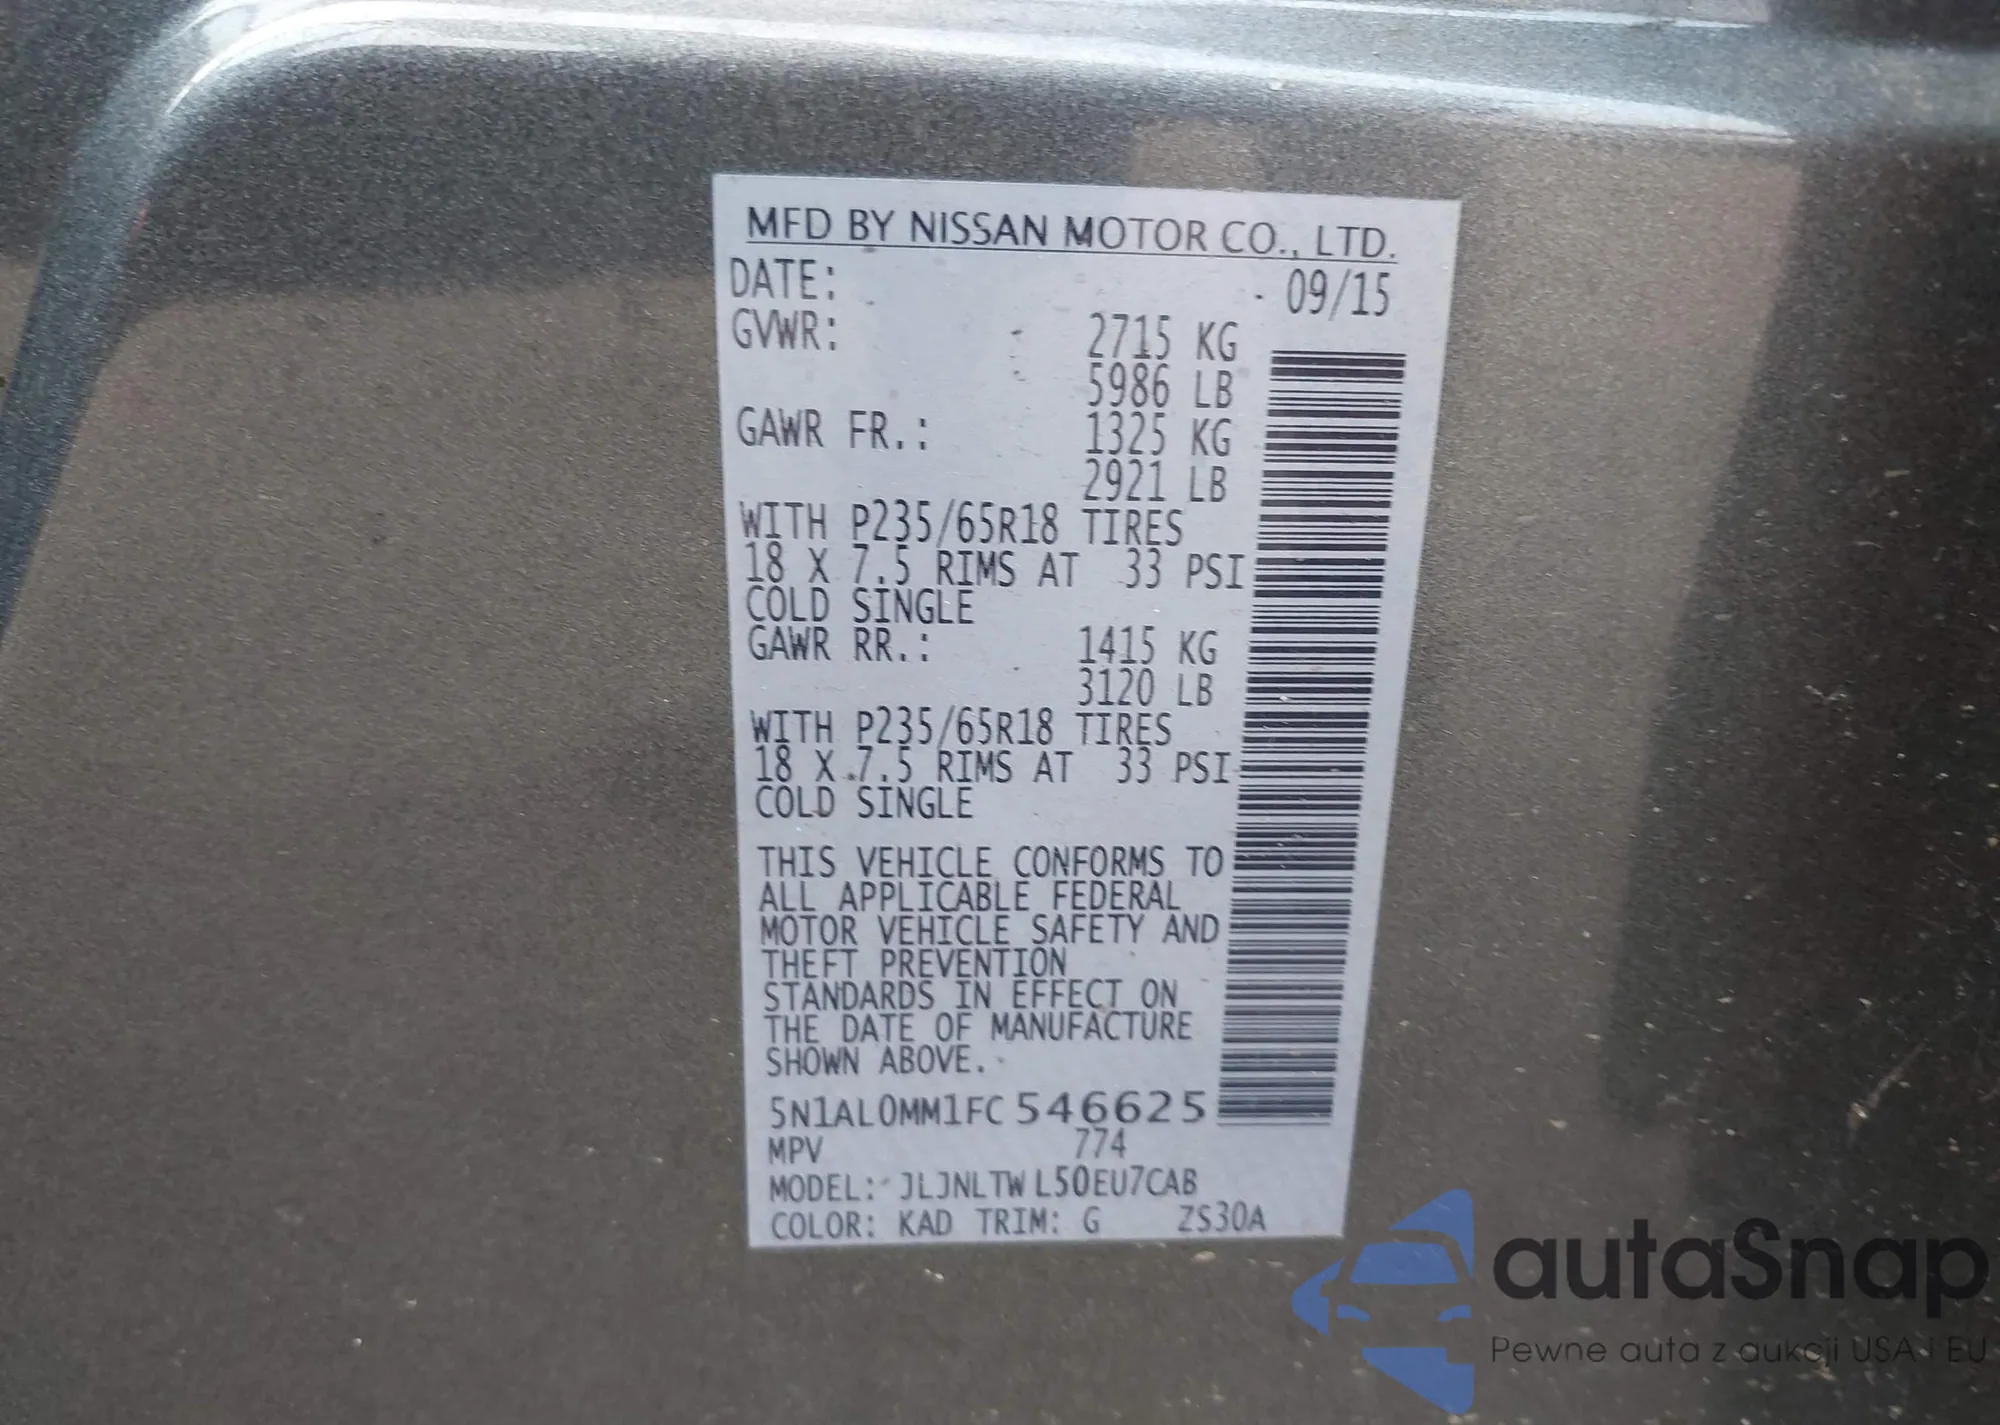 MFD BY NISSAN MOTOR CO., LTD.
DATE: 09/15
GVWR: 2715 KG
5986 LB
GAWR FR.: 1325 KG
2921 LB
WITH P235/65R18 TIRES
18 X 7.5 RIMS AT 33 PSI
COLD SINGLE
GAWR RR.: 1415 KG
3120 LB
WITH P235/65R18 TIRES
18 X 7.5 RIMS AT 33 PSI
COLD SINGLE
THIS VEHICLE CONFORMS TO
ALL APPLICABLE FEDERAL
MOTOR VEHICLE SAFETY AND
THEFT PREVENTION
STANDARDS IN EFFECT ON
THE DATE OF MANUFACTURE
SHOWN ABOVE.
5N1AL0MM1FC546625
MPV 774
MODEL: JLJNLTW L50EU7CAB
COLOR: KAD TRIM: G ZS30A
autaSnap
Pewne auta z aukcji USA i EU